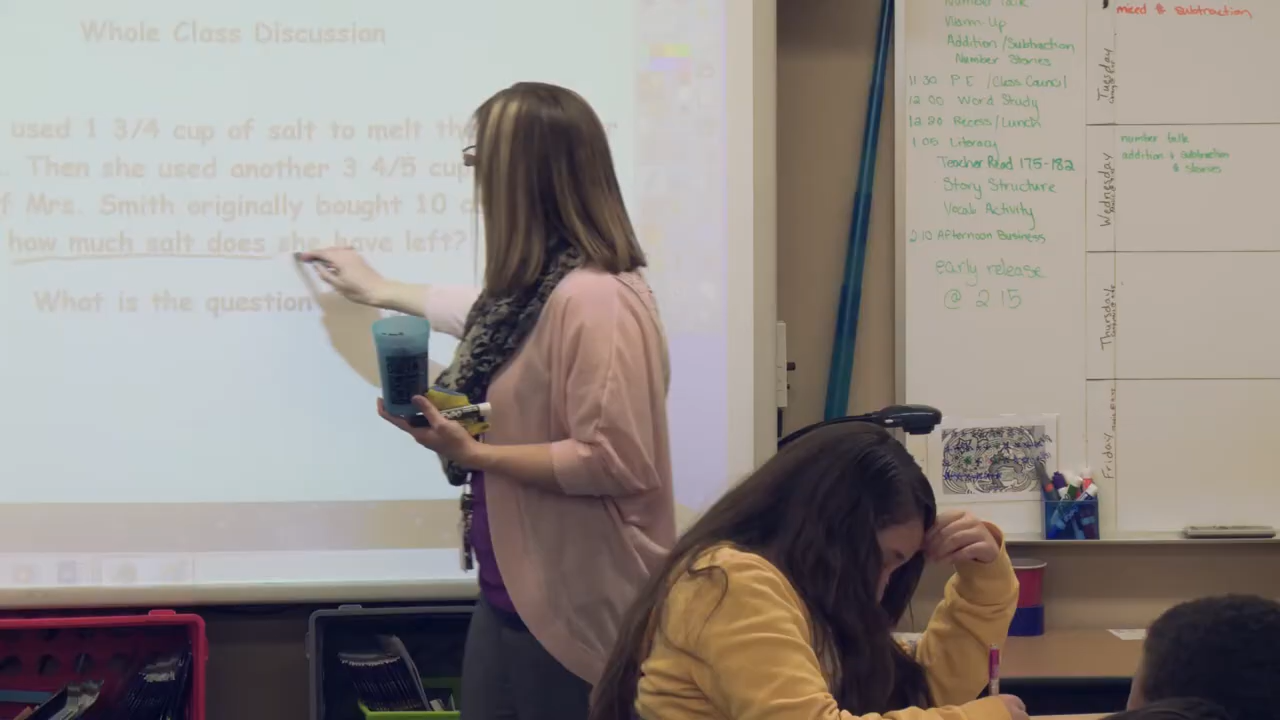 Whole Class Discussion
used 1 3/4 cup of salt to melt the
. Then she used another 3 4/5 cup
f Mrs. Smith originally bought 10
how much salt does she have left?
What is the question
Number Talk
Warm-Up
Addition/Subtraction
Number Stories
11:30 P.E./Class Council
12:00 Word Study
12:20 Recess/Lunch
1:05 Literacy
Teacher Read 175-182
Story Structure
Vocab Activity
2:10 Afternoon Business
early release
@ 2:15
mixed # subtraction
Tuesday
Wednesday
number talk
addition & subtraction
# stories
Thursday
Friday